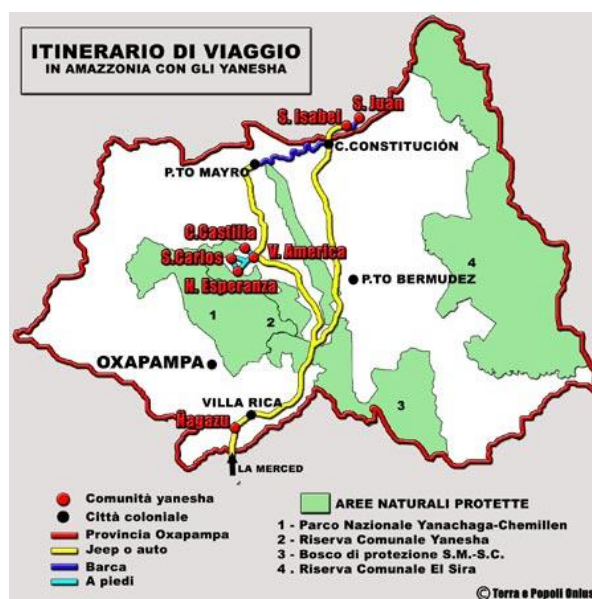 ITINERARIO DI VIAGGIO
IN AMAZZONIA CON GLI YANESHA
S. Juán
S. Isabel
C.CONSTITUCIÓN
P.TO MAYRO
C.Castilla
S.Carlos
V. America
N. Esperanza
4
P.TO BERMUDEZ
1
2
OXAPAMPA
VILLA RICA
3
Ñagazu
LA MERCED
Comunità yanesha
Città coloniale
Provincia Oxapampa
Jeep o auto
Barca
A piedi
AREE NATURALI PROTETTE
1 - Parco Nazionale Yanachaga-Chemillen
2 - Riserva Comunale Yanesha
3 - Bosco di protezione S.M.-S.C.
4 . Riserva Comunale El Sira
© Terra e Popoli Onlus